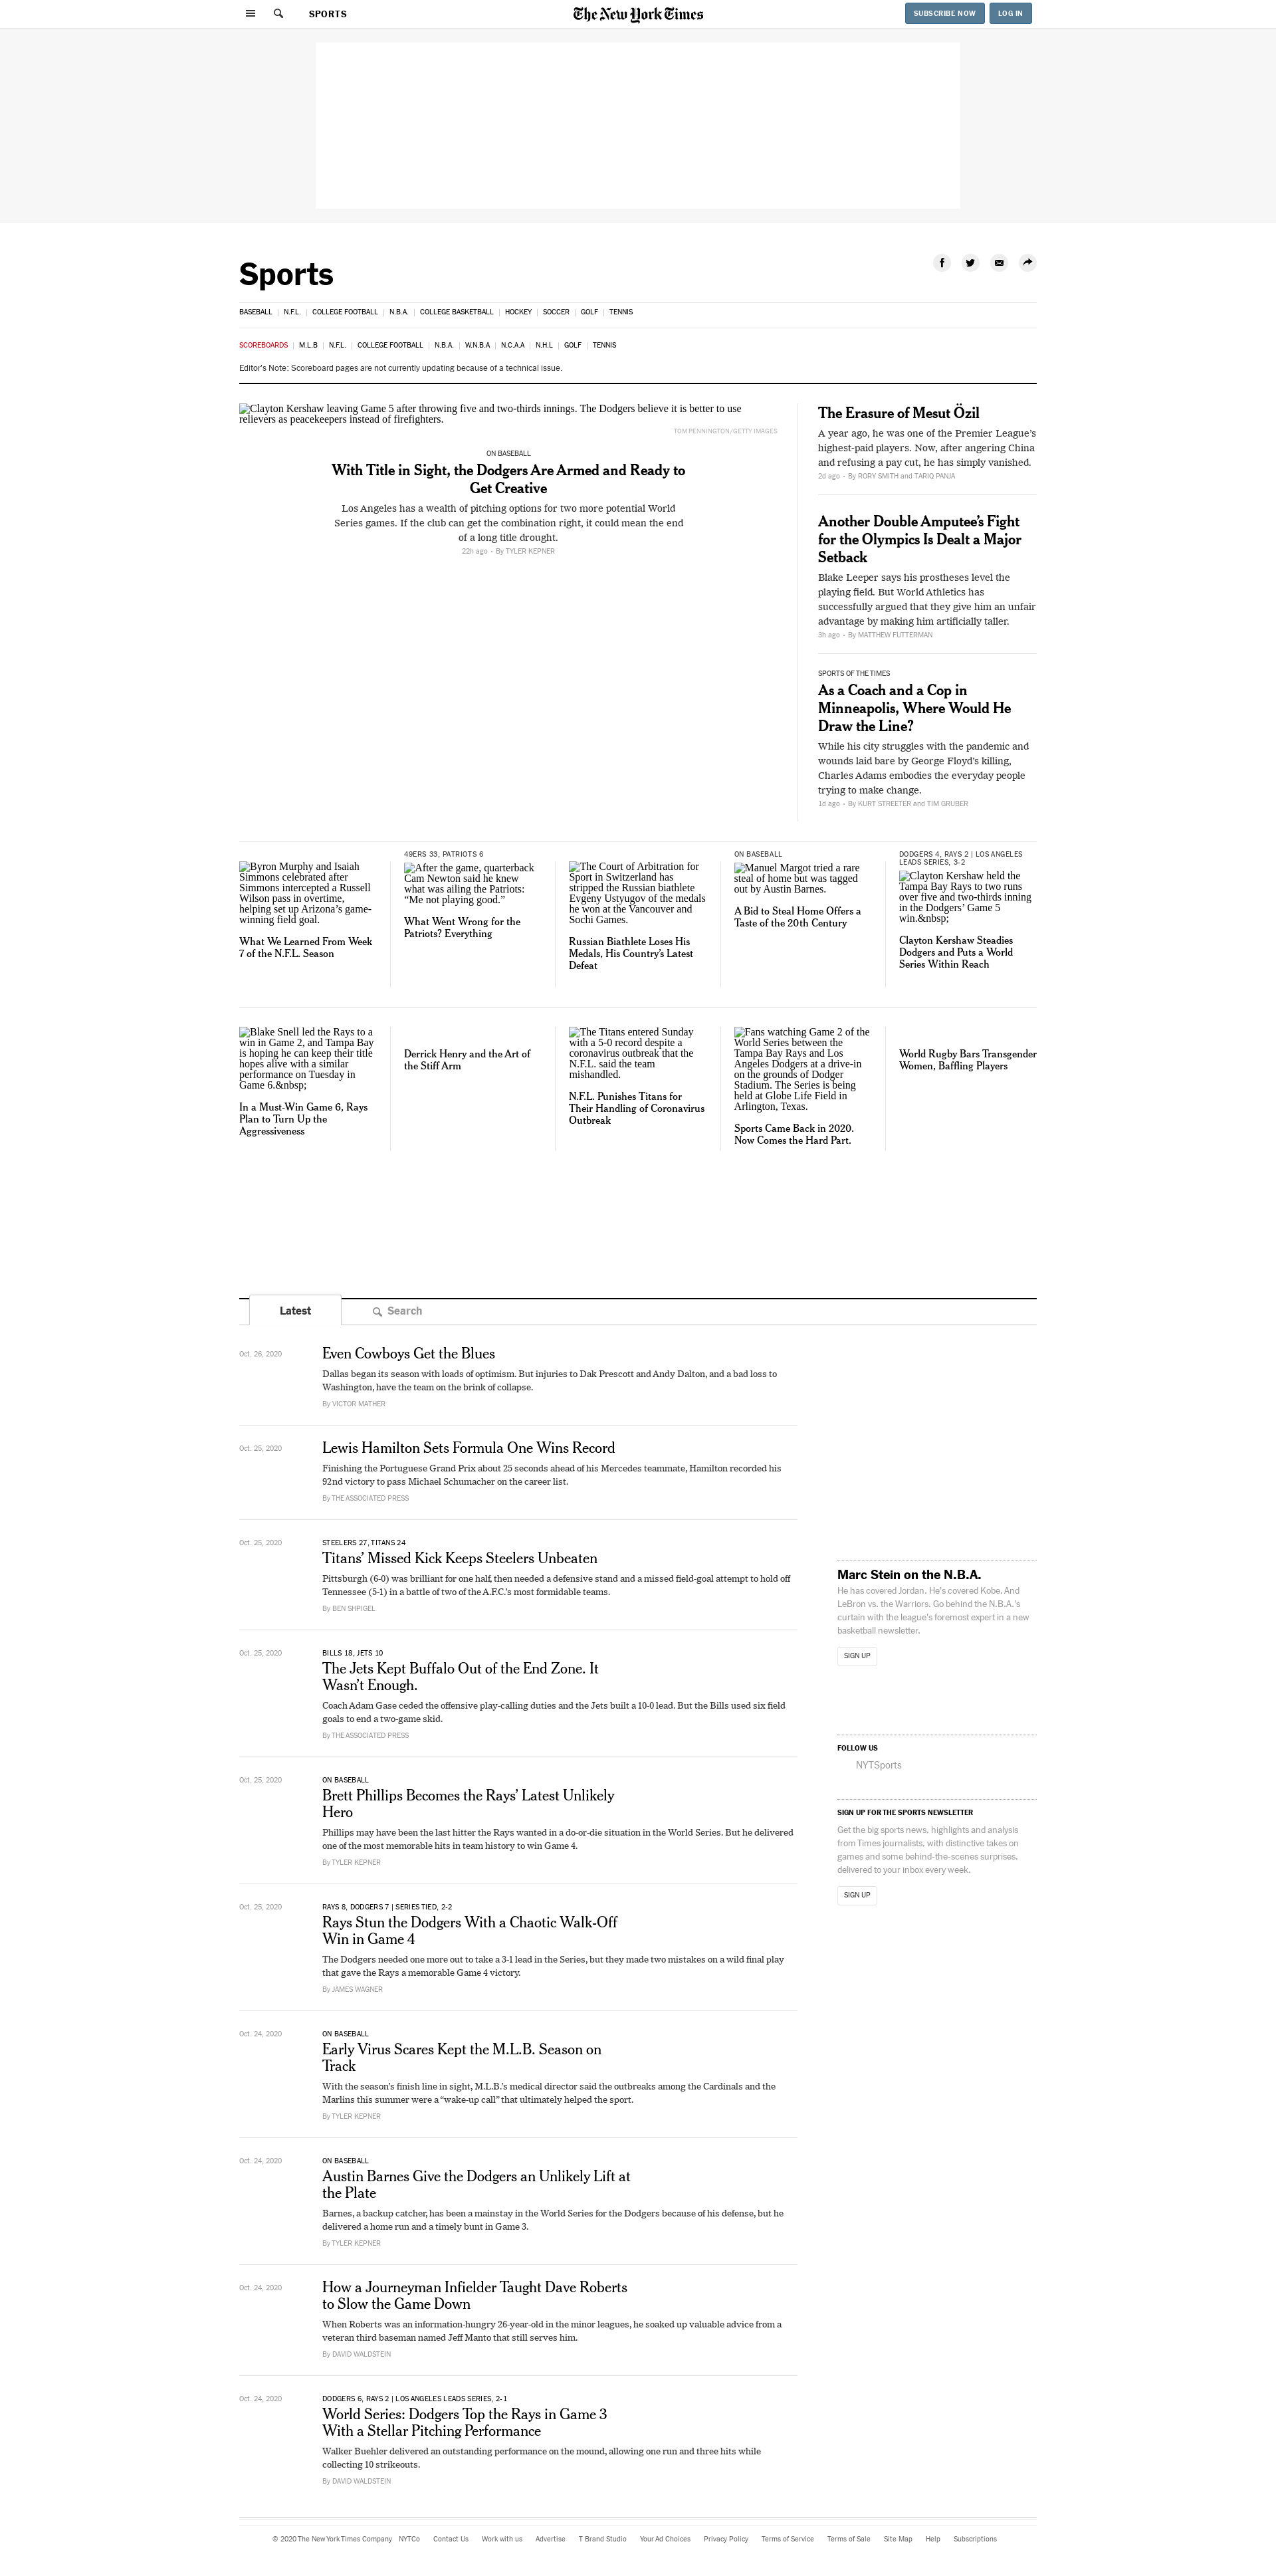 SPORTS
The New York Times
SUBSCRIBE NOW
LOG IN
Sports
BASEBALL | N.F.L. | COLLEGE FOOTBALL | N.B.A. | COLLEGE BASKETBALL | HOCKEY | SOCCER | GOLF | TENNIS
SCOREBOARDS | M.L.B | N.F.L. | COLLEGE FOOTBALL | N.B.A. | W.N.B.A | N.C.A.A | N.H.L | GOLF | TENNIS
Editor's Note: Scoreboard pages are not currently updating because of a technical issue.
Clayton Kershaw leaving Game 5 after throwing five and two-thirds innings. The Dodgers believe it is better to use
relievers as peacekeepers instead of firefighters.
TOM PENNINGTON/GETTY IMAGES
ON BASEBALL
With Title in Sight, the Dodgers Are Armed and Ready to
Get Creative
Los Angeles has a wealth of pitching options for two more potential World
Series games. If the club can get the combination right, it could mean the end
of a long title drought.
22h ago • By TYLER KEPNER
The Erasure of Mesut Özil
A year ago, he was one of the Premier League's
highest-paid players. Now, after angering China
and refusing a pay cut, he has simply vanished.
2d ago • By RORY SMITH and TARIQ PANJA
Another Double Amputee's Fight
for the Olympics Is Dealt a Major
Setback
Blake Leeper says his prostheses level the
playing field. But World Athletics has
successfully argued that they give him an unfair
advantage by making him artificially taller.
3h ago • By MATTHEW FUTTERMAN
SPORTS OF THE TIMES
As a Coach and a Cop in
Minneapolis, Where Would He
Draw the Line?
While his city struggles with the pandemic and
wounds laid bare by George Floyd's killing,
Charles Adams embodies the everyday people
trying to make change.
1d ago • By KURT STREETER and TIM GRUBER
Byron Murphy and Isaiah
Simmons celebrated after
Simmons intercepted a Russell
Wilson pass in overtime,
helping set up Arizona's game-
winning field goal.
What We Learned From Week
7 of the N.F.L. Season
49ERS 33, PATRIOTS 6
After the game, quarterback
Cam Newton said he knew
what was ailing the Patriots:
“Me not playing good.”
What Went Wrong for the
Patriots? Everything
The Court of Arbitration for
Sport in Switzerland has
stripped the Russian biathlete
Evgeny Ustyugov of the medals
he won at the Vancouver and
Sochi Games.
Russian Biathlete Loses His
Medals, His Country's Latest
Defeat
ON BASEBALL
Manuel Margot tried a rare
steal of home but was tagged
out by Austin Barnes.
A Bid to Steal Home Offers a
Taste of the 20th Century
DODGERS 4, RAYS 2 | LOS ANGELES
LEADS SERIES, 3-2
Clayton Kershaw held the
Tampa Bay Rays to two runs
over five and two-thirds inning
in the Dodgers' Game 5
win.&nbsp;
Clayton Kershaw Steadies
Dodgers and Puts a World
Series Within Reach
Blake Snell led the Rays to a
win in Game 2, and Tampa Bay
is hoping he can keep their title
hopes alive with a similar
performance on Tuesday in
Game 6.&nbsp;
In a Must-Win Game 6, Rays
Plan to Turn Up the
Aggressiveness
Derrick Henry and the Art of
the Stiff Arm
The Titans entered Sunday
with a 5-0 record despite a
coronavirus outbreak that the
N.F.L. said the team
mishandled.
N.F.L. Punishes Titans for
Their Handling of Coronavirus
Outbreak
Fans watching Game 2 of the
World Series between the
Tampa Bay Rays and Los
Angeles Dodgers at a drive-in
on the grounds of Dodger
Stadium. The Series is being
held at Globe Life Field in
Arlington, Texas.
Sports Came Back in 2020.
Now Comes the Hard Part.
World Rugby Bars Transgender
Women, Baffling Players
Latest
Search
Oct. 26, 2020
Even Cowboys Get the Blues
Dallas began its season with loads of optimism. But injuries to Dak Prescott and Andy Dalton, and a bad loss to
Washington, have the team on the brink of collapse.
By VICTOR MATHER
Oct. 25, 2020
Lewis Hamilton Sets Formula One Wins Record
Finishing the Portuguese Grand Prix about 25 seconds ahead of his Mercedes teammate, Hamilton recorded his
92nd victory to pass Michael Schumacher on the career list.
By THE ASSOCIATED PRESS
Oct. 25, 2020
STEELERS 27, TITANS 24
Titans' Missed Kick Keeps Steelers Unbeaten
Pittsburgh (6-0) was brilliant for one half, then needed a defensive stand and a missed field-goal attempt to hold off
Tennessee (5-1) in a battle of two of the A.F.C.'s most formidable teams.
By BEN SHPIGEL
Oct. 25, 2020
BILLS 18, JETS 10
The Jets Kept Buffalo Out of the End Zone. It
Wasn't Enough.
Coach Adam Gase ceded the offensive play-calling duties and the Jets built a 10-0 lead. But the Bills used six field
goals to end a two-game skid.
By THE ASSOCIATED PRESS
Oct. 25, 2020
ON BASEBALL
Brett Phillips Becomes the Rays' Latest Unlikely
Hero
Phillips may have been the last hitter the Rays wanted in a do-or-die situation in the World Series. But he delivered
one of the most memorable hits in team history to win Game 4.
By TYLER KEPNER
Oct. 25, 2020
RAYS 8, DODGERS 7 | SERIES TIED, 2-2
Rays Stun the Dodgers With a Chaotic Walk-Off
Win in Game 4
The Dodgers needed one more out to take a 3-1 lead in the Series, but they made two mistakes on a wild final play
that gave the Rays a memorable Game 4 victory.
By JAMES WAGNER
Oct. 24, 2020
ON BASEBALL
Early Virus Scares Kept the M.L.B. Season on
Track
With the season's finish line in sight, M.L.B.'s medical director said the outbreaks among the Cardinals and the
Marlins this summer were a “wake-up call” that ultimately helped the sport.
By TYLER KEPNER
Oct. 24, 2020
ON BASEBALL
Austin Barnes Give the Dodgers an Unlikely Lift at
the Plate
Barnes, a backup catcher, has been a mainstay in the World Series for the Dodgers because of his defense, but he
delivered a home run and a timely bunt in Game 3.
By TYLER KEPNER
Oct. 24, 2020
How a Journeyman Infielder Taught Dave Roberts
to Slow the Game Down
When Roberts was an information-hungry 26-year-old in the minor leagues, he soaked up valuable advice from a
veteran third baseman named Jeff Manto that still serves him.
By DAVID WALDSTEIN
Oct. 24, 2020
DODGERS 6, RAYS 2 | LOS ANGELES LEADS SERIES, 2-1
World Series: Dodgers Top the Rays in Game 3
With a Stellar Pitching Performance
Walker Buehler delivered an outstanding performance on the mound, allowing one run and three hits while
collecting 10 strikeouts.
By DAVID WALDSTEIN
Marc Stein on the N.B.A.
He has covered Jordan. He's covered Kobe. And
LeBron vs. the Warriors. Go behind the N.B.A.'s
curtain with the league's foremost expert in a new
basketball newsletter.
SIGN UP
FOLLOW US
NYTSports
SIGN UP FOR THE SPORTS NEWSLETTER
Get the big sports news, highlights and analysis
from Times journalists, with distinctive takes on
games and some behind-the-scenes surprises,
delivered to your inbox every week.
SIGN UP
© 2020 The New York Times Company NYTCo Contact Us Work with us Advertise T Brand Studio Your Ad Choices Privacy Policy Terms of Service Terms of Sale Site Map Help Subscriptions